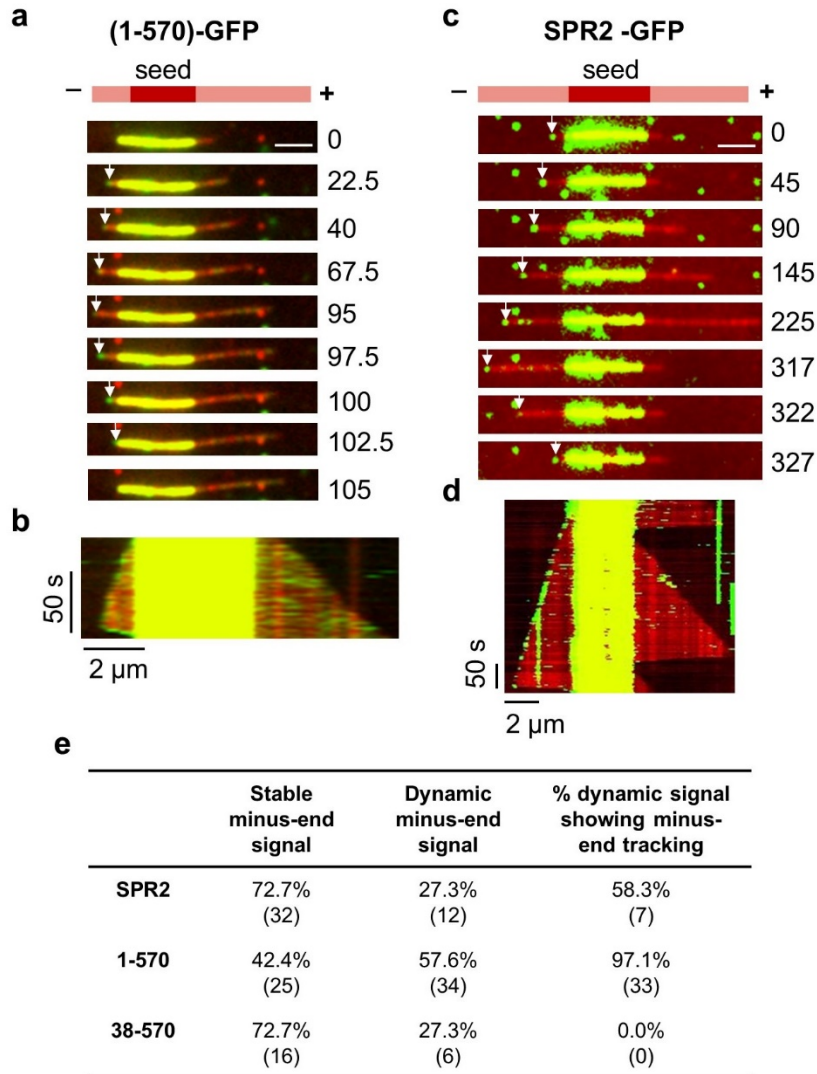 a
(1-570)-GFP
seed
– +
0
22.5
40
67.5
95
97.5
100
102.5
105
b
50 s
2 µm
c
SPR2 -GFP
seed
– +
0
45
90
145
225
317
322
327
d
50 s
2 µm
e
Stable minus-end signal Dynamic minus-end signal % dynamic signal showing minus-end tracking
SPR2 72.7% 27.3% 58.3%
(32) (12) (7)
1-570 42.4% 57.6% 97.1%
(25) (34) (33)
38-570 72.7% 27.3% 0.0%
(16) (6) (0)